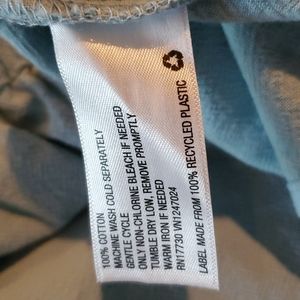 100% COTTON
MACHINE WASH COLD SEPARATELY
GENTLE CYCLE
ONLY NON-CHLORINE BLEACH IF NEEDED
TUMBLE DRY LOW, REMOVE PROMPTLY
WARM IRON IF NEEDED
RN17730 VN1247024
LABEL MADE FROM 100% RECYCLED PLASTIC